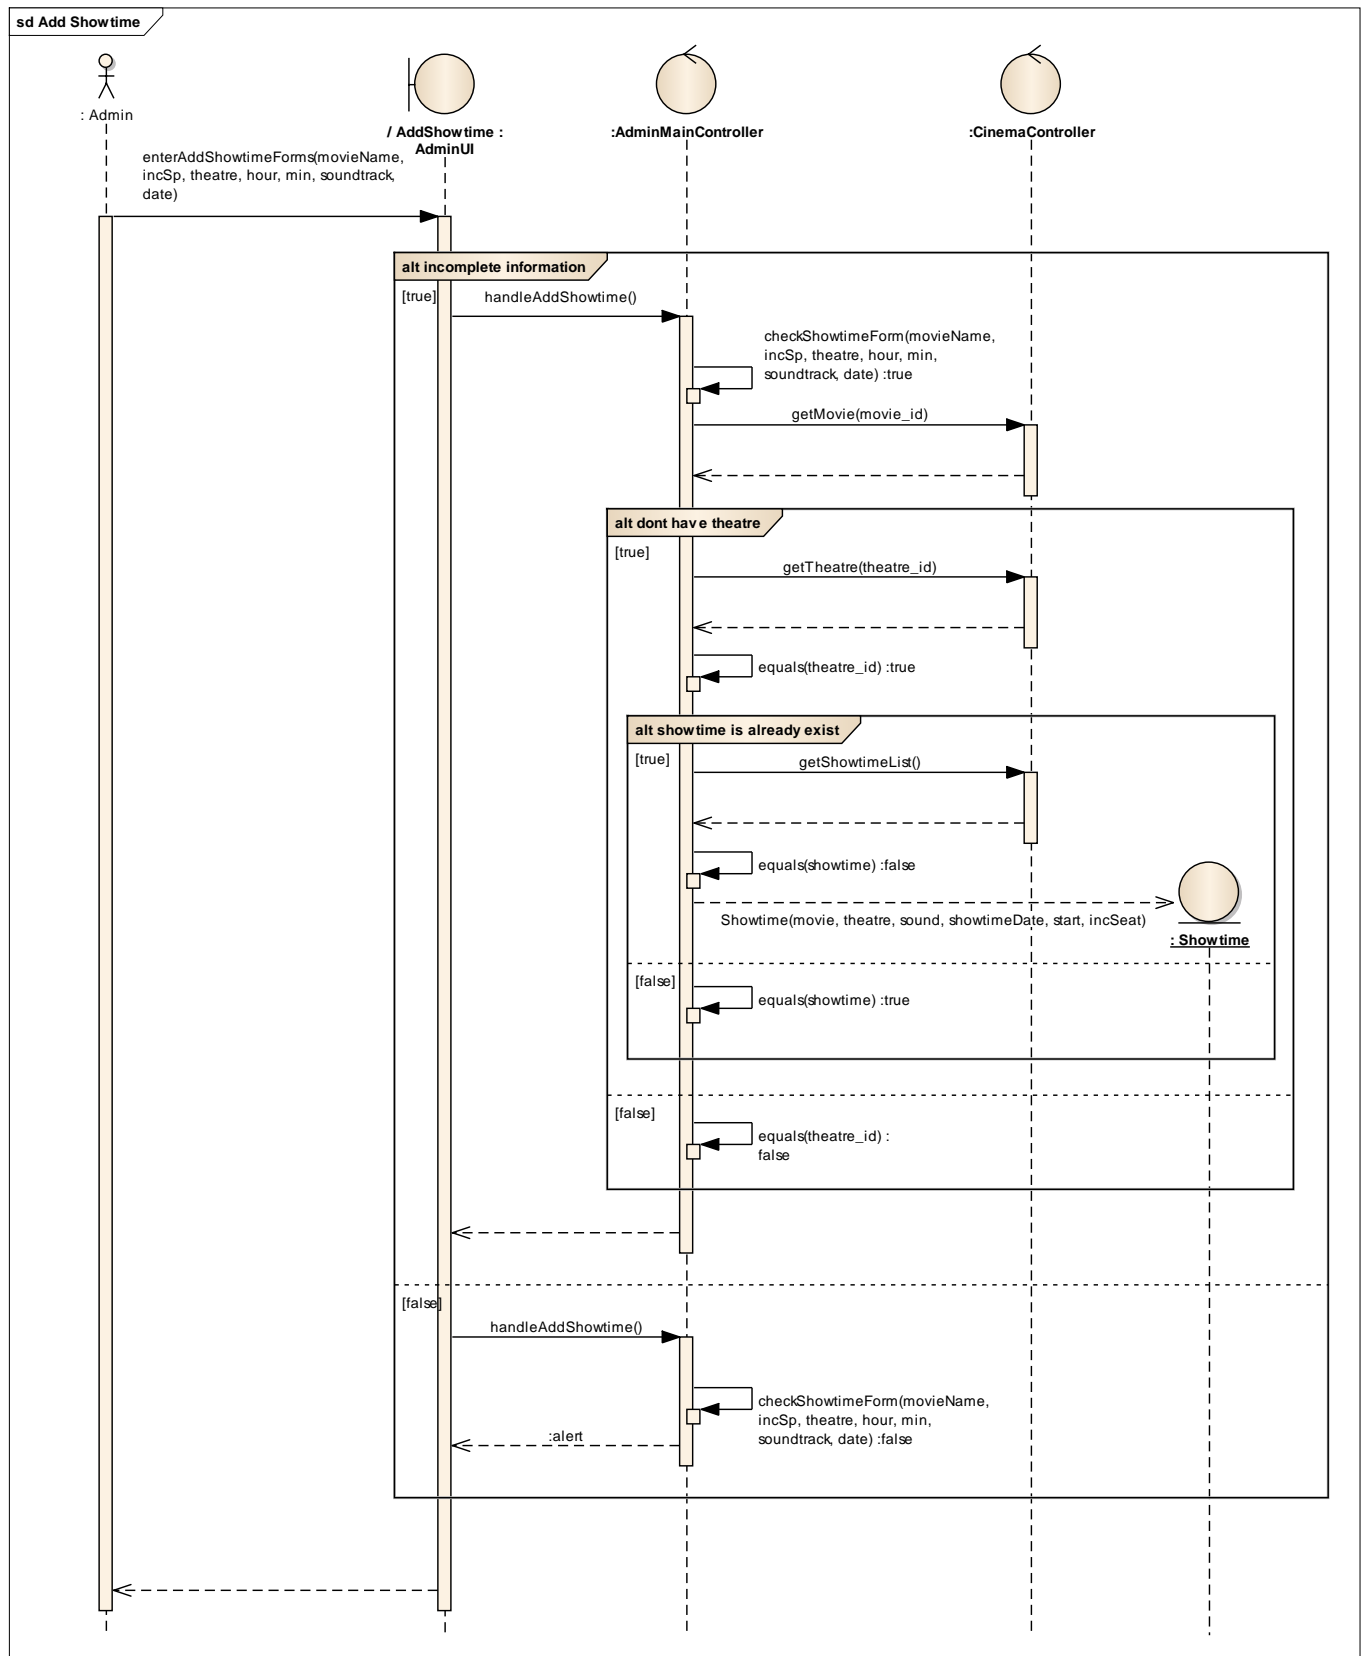 sd Add Showtime
: Admin
/ AddShowtime :
AdminUI
:AdminMainController
:CinemaController
enterAddShowtimeForms(movieName,
incSp, theatre, hour, min, soundtrack,
date)
alt incomplete information
[true]
handleAddShowtime()
checkShowtimeForm(movieName,
incSp, theatre, hour, min,
soundtrack, date) :true
getMovie(movie_id)
alt dont have theatre
[true]
getTheatre(theatre_id)
equals(theatre_id) :true
alt showtime is already exist
[true]
getShowtimeList()
equals(showtime) :false
Showtime(movie, theatre, sound, showtimeDate, start, incSeat)
: Showtime
[false]
equals(showtime) :true
[false]
equals(theatre_id) :
false
[false]
handleAddShowtime()
checkShowtimeForm(movieName,
incSp, theatre, hour, min,
soundtrack, date) :false
:alert